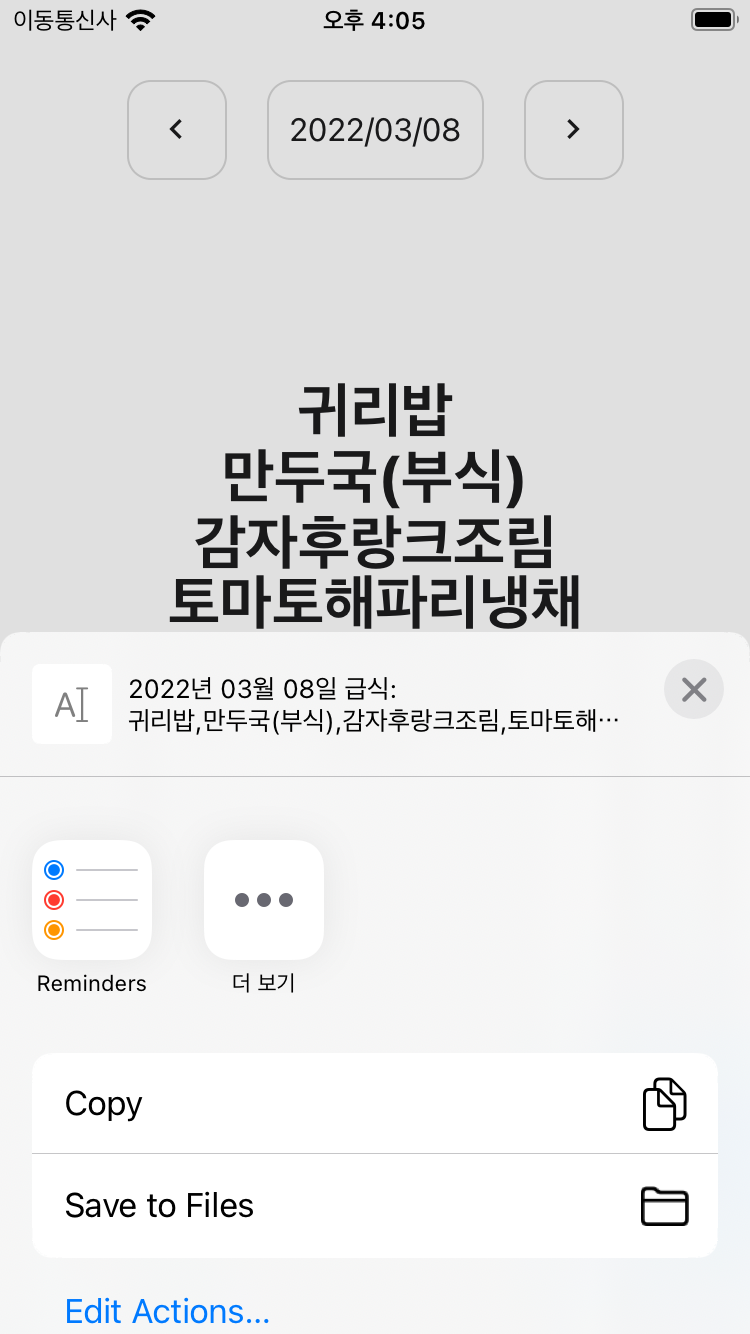 이동통신사 오후 4:05
< 2022/03/08 >
귀리밥
만두국(부식)
감자후랑크조림
토마토해파리냉채
2022년 03월 08일 급식:
귀리밥,만두국(부식),감자후랑크조림,토마토해…
Reminders 더 보기
Copy
Save to Files
Edit Actions...